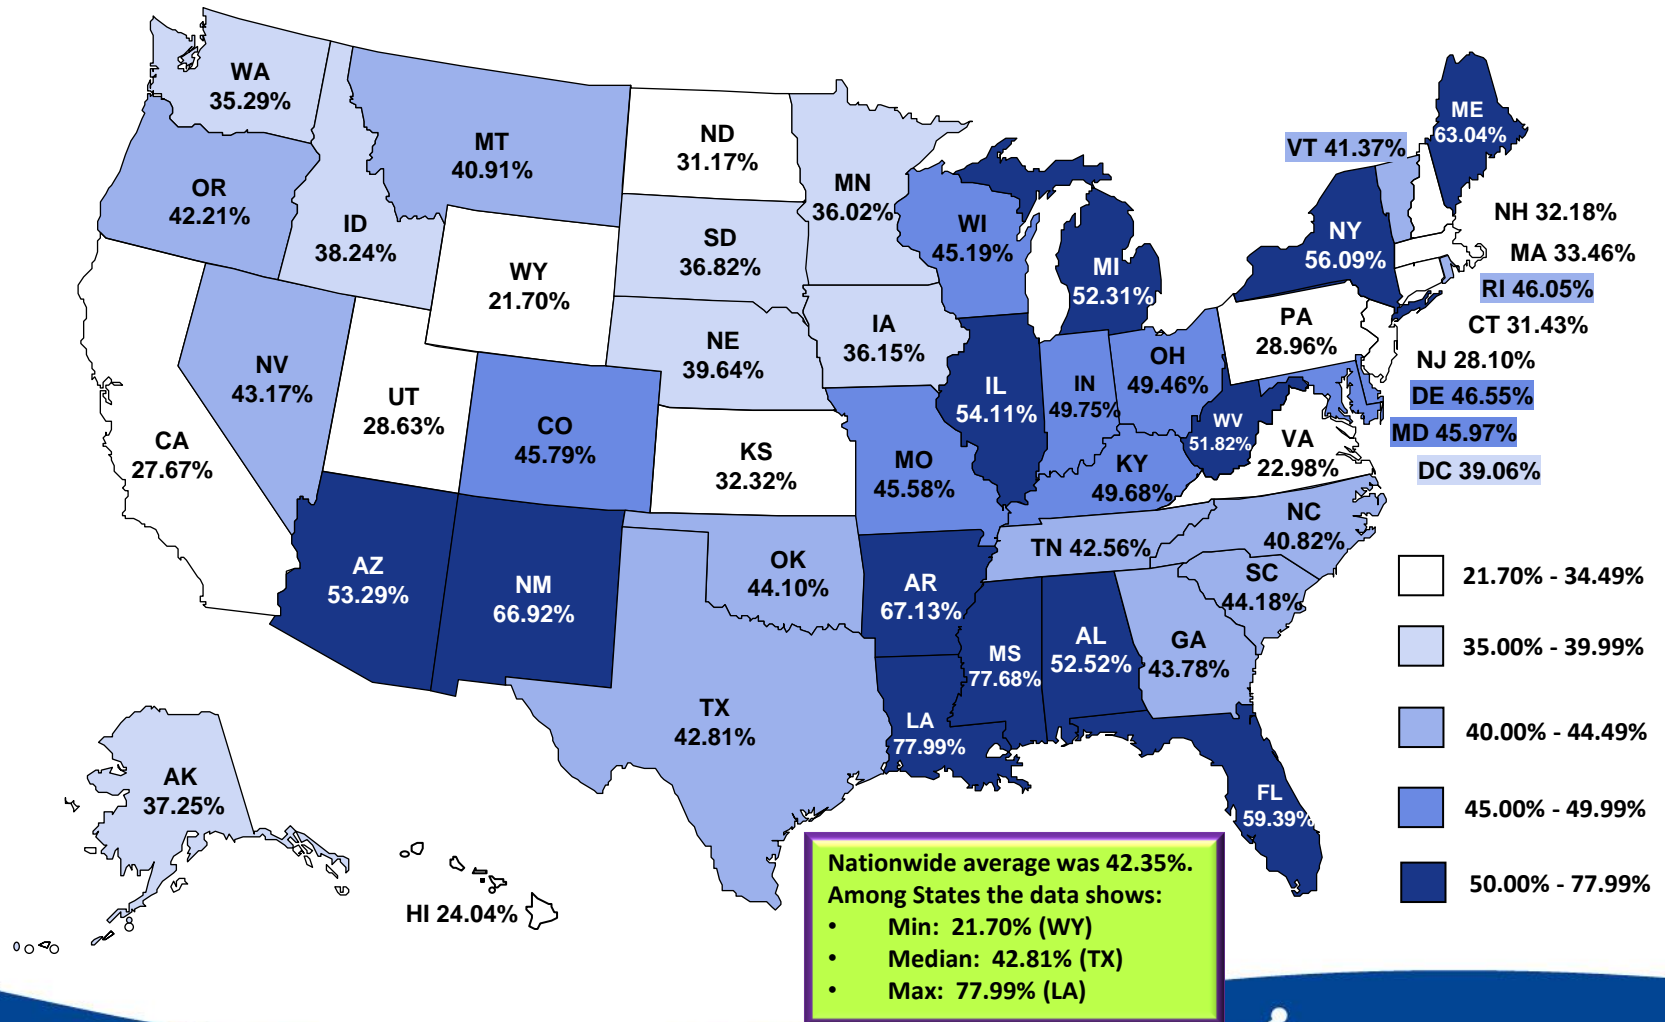 WA
35.29%
MT
40.91%
ND
31.17%
MN
36.02%
ME
63.04%
VT 41.37%
OR
42.21%
ID
38.24%
SD
36.82%
WI
45.19%
MI
52.31%
NY
56.09%
NH 32.18%
MA 33.46%
RI 46.05%
CT 31.43%
NJ 28.10%
DE 46.55%
MD 45.97%
DC 39.06%
WY
21.70%
NE
39.64%
IA
36.15%
PA
28.96%
NV
43.17%
UT
28.63%
CO
45.79%
IL
54.11%
IN
49.75%
OH
49.46%
WV
51.82%
VA
22.98%
CA
27.67%
KS
32.32%
MO
45.58%
KY
49.68%
NC
40.82%
TN 42.56%
AZ
53.29%
NM
66.92%
OK
44.10%
AR
67.13%
SC
44.18%
MS
77.68%
AL
52.52%
GA
43.78%
TX
42.81%
LA
77.99%
FL
59.39%
AK
37.25%
HI 24.04%
21.70% - 34.49%
35.00% - 39.99%
40.00% - 44.49%
45.00% - 49.99%
50.00% - 77.99%
Nationwide average was 42.35%.
Among States the data shows:
• Min: 21.70% (WY)
• Median: 42.81% (TX)
• Max: 77.99% (LA)